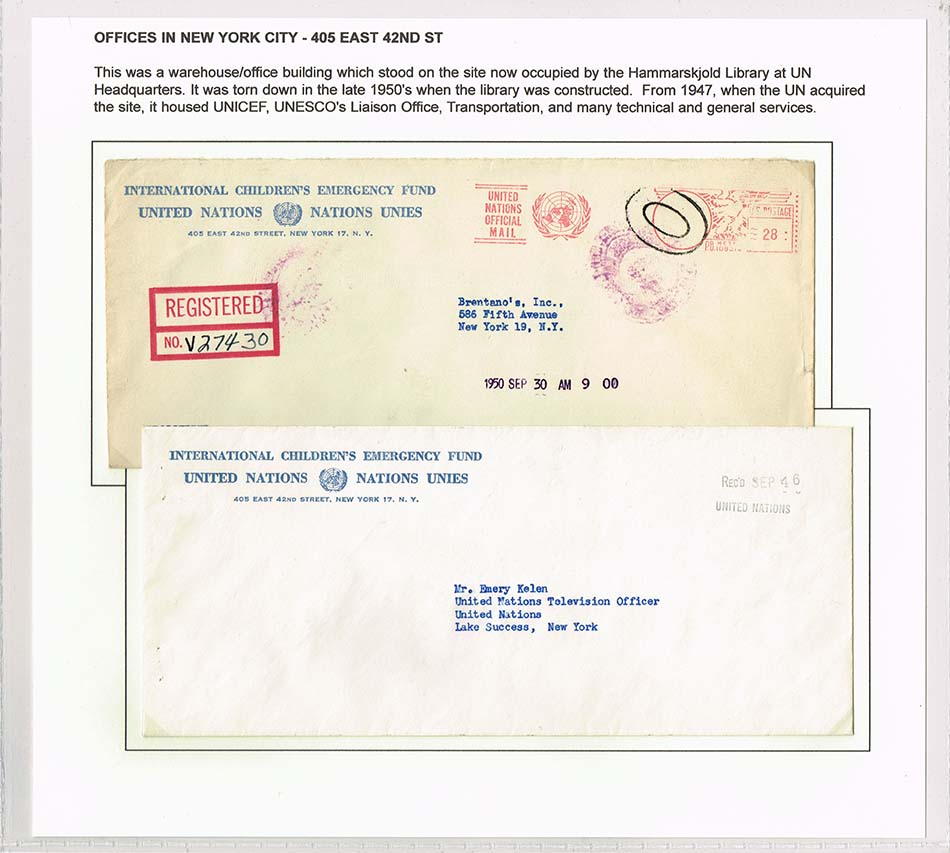 OFFICES IN NEW YORK CITY - 405 EAST 42ND ST
This was a warehouse/office building which stood on the site now occupied by the Hammarskjold Library at UN
Headquarters. It was torn down in the late 1950's when the library was constructed. From 1947, when the UN acquired
the site, it housed UNICEF, UNESCO's Liaison Office, Transportation, and many technical and general services.
INTERNATIONAL CHILDREN'S EMERGENCY FUND
UNITED NATIONS NATIONS UNIES
405 EAST 42ND STREET, NEW YORK 17, N. Y.
UNITED
NATIONS
OFFICIAL
MAIL
POSTAGE
28
REGISTERED
NO. V27430
Brentano's, Inc.,
586 Fifth Avenue
New York 19, N.Y.
1950 SEP 30 AM 9 00
INTERNATIONAL CHILDREN'S EMERGENCY FUND
UNITED NATIONS NATIONS UNIES
405 EAST 42ND STREET, NEW YORK 17, N. Y.
REC'D SEP 4 6
UNITED NATIONS
Mr. Emery Kelen
United Nations Television Officer
United Nations
Lake Success, New York